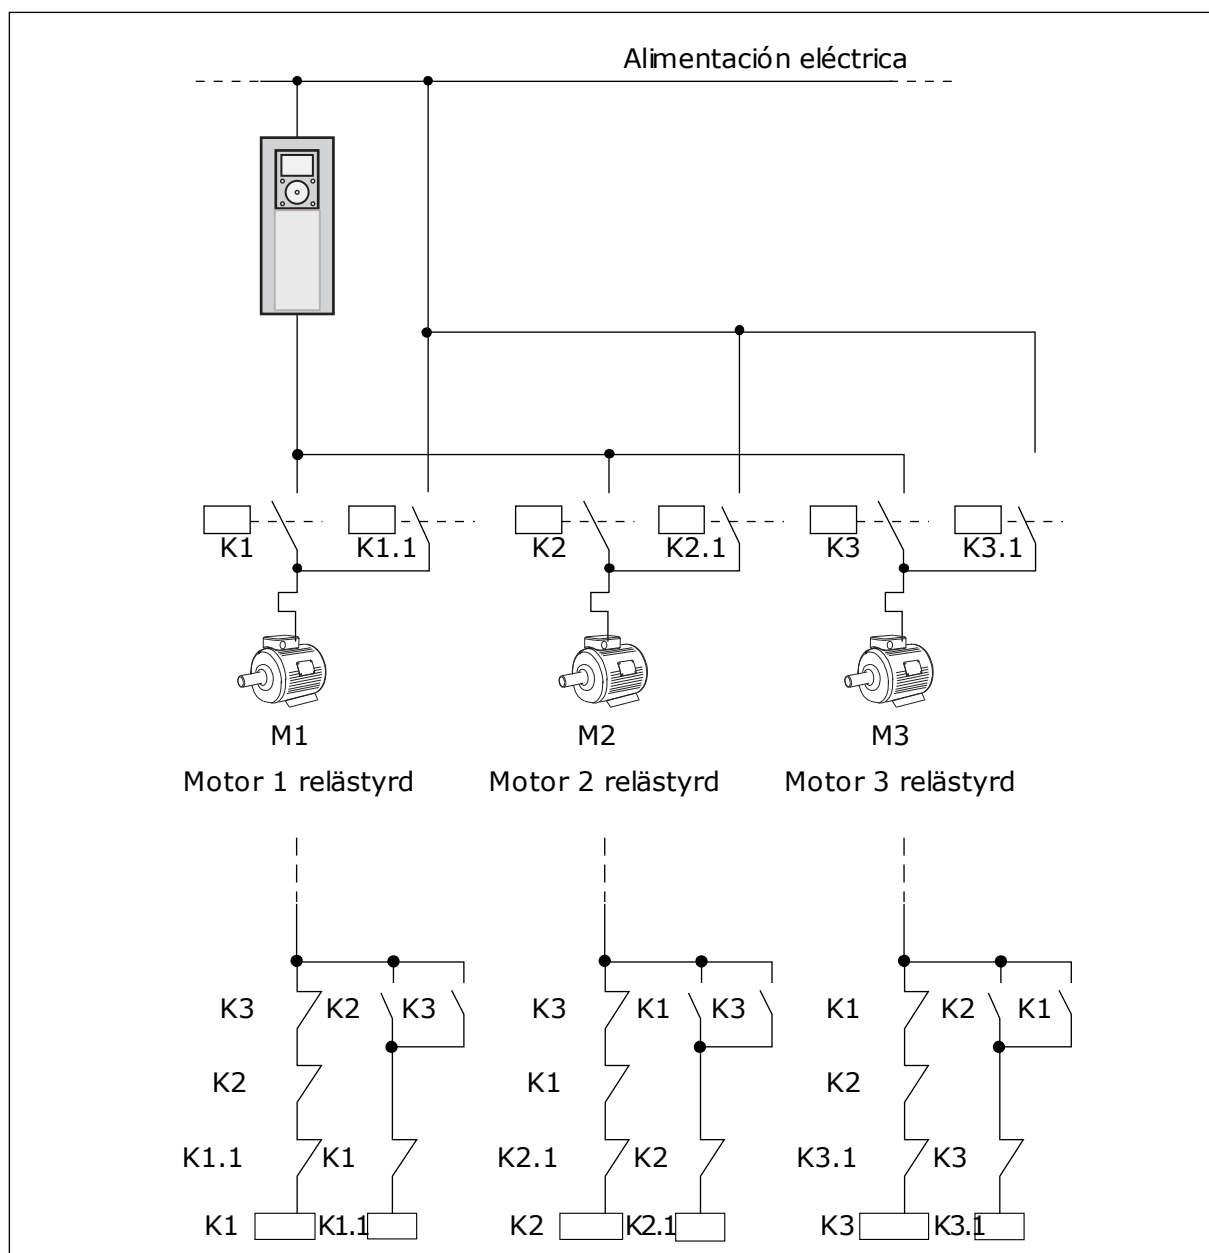 Alimentación eléctrica
K1 K1.1 K2 K2.1 K3 K3.1
M1 M2 M3
Motor 1 relästyrd Motor 2 relästyrd Motor 3 relästyrd
K3 K2 K3 K3 K1 K3 K1 K2 K1
K2 K1 K2
K1.1 K1 K2.1 K2 K3.1 K3
K1 K1.1 K2 K2.1 K3 K3.1